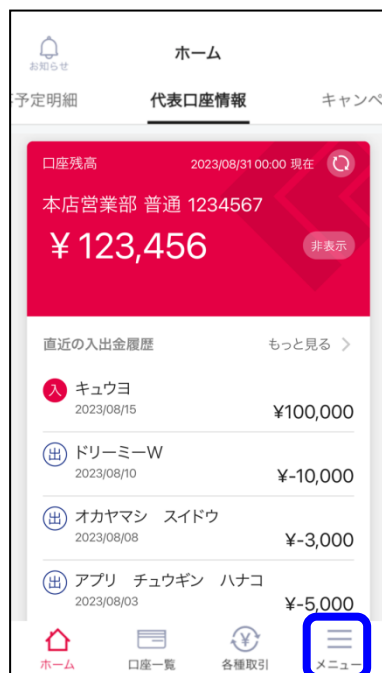 お知らせ
ホーム
予定明細 代表口座情報 キャンペ
口座残高 2023/08/31 00:00 現在
本店営業部 普通 1234567
¥ 123,456 非表示
直近の入出金履歴 もっと見る
入 キュウヨ
2023/08/15 ¥100,000
出 ドリーミーW
2023/08/10 ¥-10,000
出 オカヤマシ スイドウ
2023/08/08 ¥-3,000
出 アプリ チュウギン ハナコ
2023/08/03 ¥-5,000
ホーム 口座一覧 各種取引 メニュー